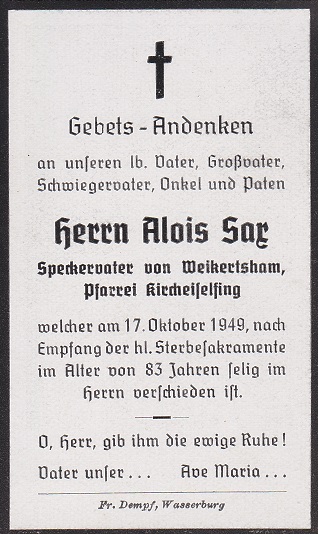 Gebets-Andenken
an unseren lb. Vater, Großvater,
Schwiegervater, Onkel und Paten
Herrn Alois Sax
Speckervater von Weikertsham,
Pfarrei Kircheiselfing
welcher am 17. Oktober 1949, nach
Empfang der hl. Sterbesakramente
im Alter von 83 Jahren selig im
Herrn verschieden ist.
O, Herr, gib ihm die ewige Ruhe!
Vater unser... Ave Maria...
Fr. Dempf, Wasserburg